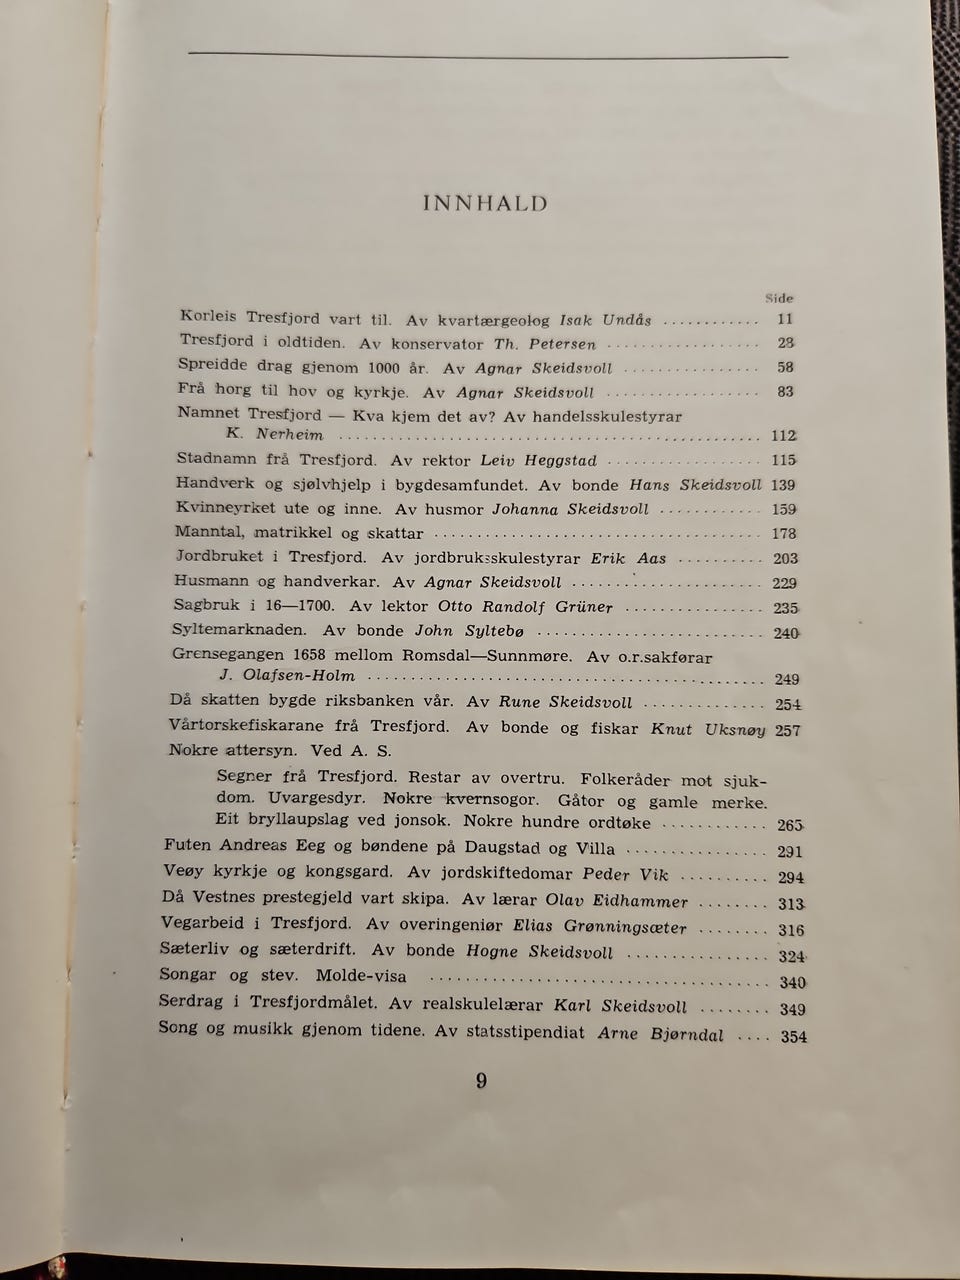 INNHALD
Side
Korleis Tresfjord vart til. Av kvartærgeolog Isak Undås ............ 11
Tresfjord i oldtiden. Av konservator Th. Petersen .................. 23
Spreidde drag gjenom 1000 år. Av Agnar Skeidsvoll ................ 58
Frå horg til hov og kyrkje. Av Agnar Skeidsvoll .................. 83
Namnet Tresfjord — Kva kjem det av? Av handelsskulestyrar
K. Nerheim .................................................. 112
Stadnamn frå Tresfjord. Av rektor Leiv Heggstad .................. 115
Handverk og sjølvhjelp i bygdesamfundet. Av bonde Hans Skeidsvoll 139
Kvinneyrket ute og inne. Av husmor Johanna Skeidsvoll ............ 159
Manntal, matrikkel og skattar ...................................... 178
Jordbruket i Tresfjord. Av jordbruksskulestyrar Erik Aas .......... 203
Husmann og handverkar. Av Agnar Skeidsvoll ...................... 229
Sagbruk i 16—1700. Av lektor Otto Randolf Grüner ................ 235
Syltemarknaden. Av bonde John Syltebø .......................... 240
Grensegangen 1658 mellom Romsdal—Sunnmøre. Av o.r.sakførar
J. Olafsen-Holm .............................................. 249
Då skatten bygde riksbanken vår. Av Rune Skeidsvoll .............. 254
Vårtorskefiskarane frå Tresfjord. Av bonde og fiskar Knut Uksnøy 257
Nokre attersyn. Ved A. S.
Segner frå Tresfjord. Restar av overtru. Folkeråder mot sjuk-
dom. Uvargesdyr. Nokre kvernsogor. Gåtor og gamle merke.
Eit bryllaupslag ved jonsok. Nokre hundre ordtøke ............ 265
Futen Andreas Eeg og bøndene på Daugstad og Villa ................ 291
Veøy kyrkje og kongsgard. Av jordskiftedomar Peder Vik .......... 294
Då Vestnes prestegjeld vart skipa. Av lærar Olav Eidhammer ........ 313
Vegarbeid i Tresfjord. Av overingeniør Elias Grønningsæter ........ 316
Sæterliv og sæterdrift. Av bonde Hogne Skeidsvoll ................ 324
Songar og stev. Molde-visa ........................................ 340
Serdrag i Tresfjordmålet. Av realskulelærar Karl Skeidsvoll ........ 349
Song og musikk gjenom tidene. Av statsstipendiat Arne Bjørndal .... 354
9